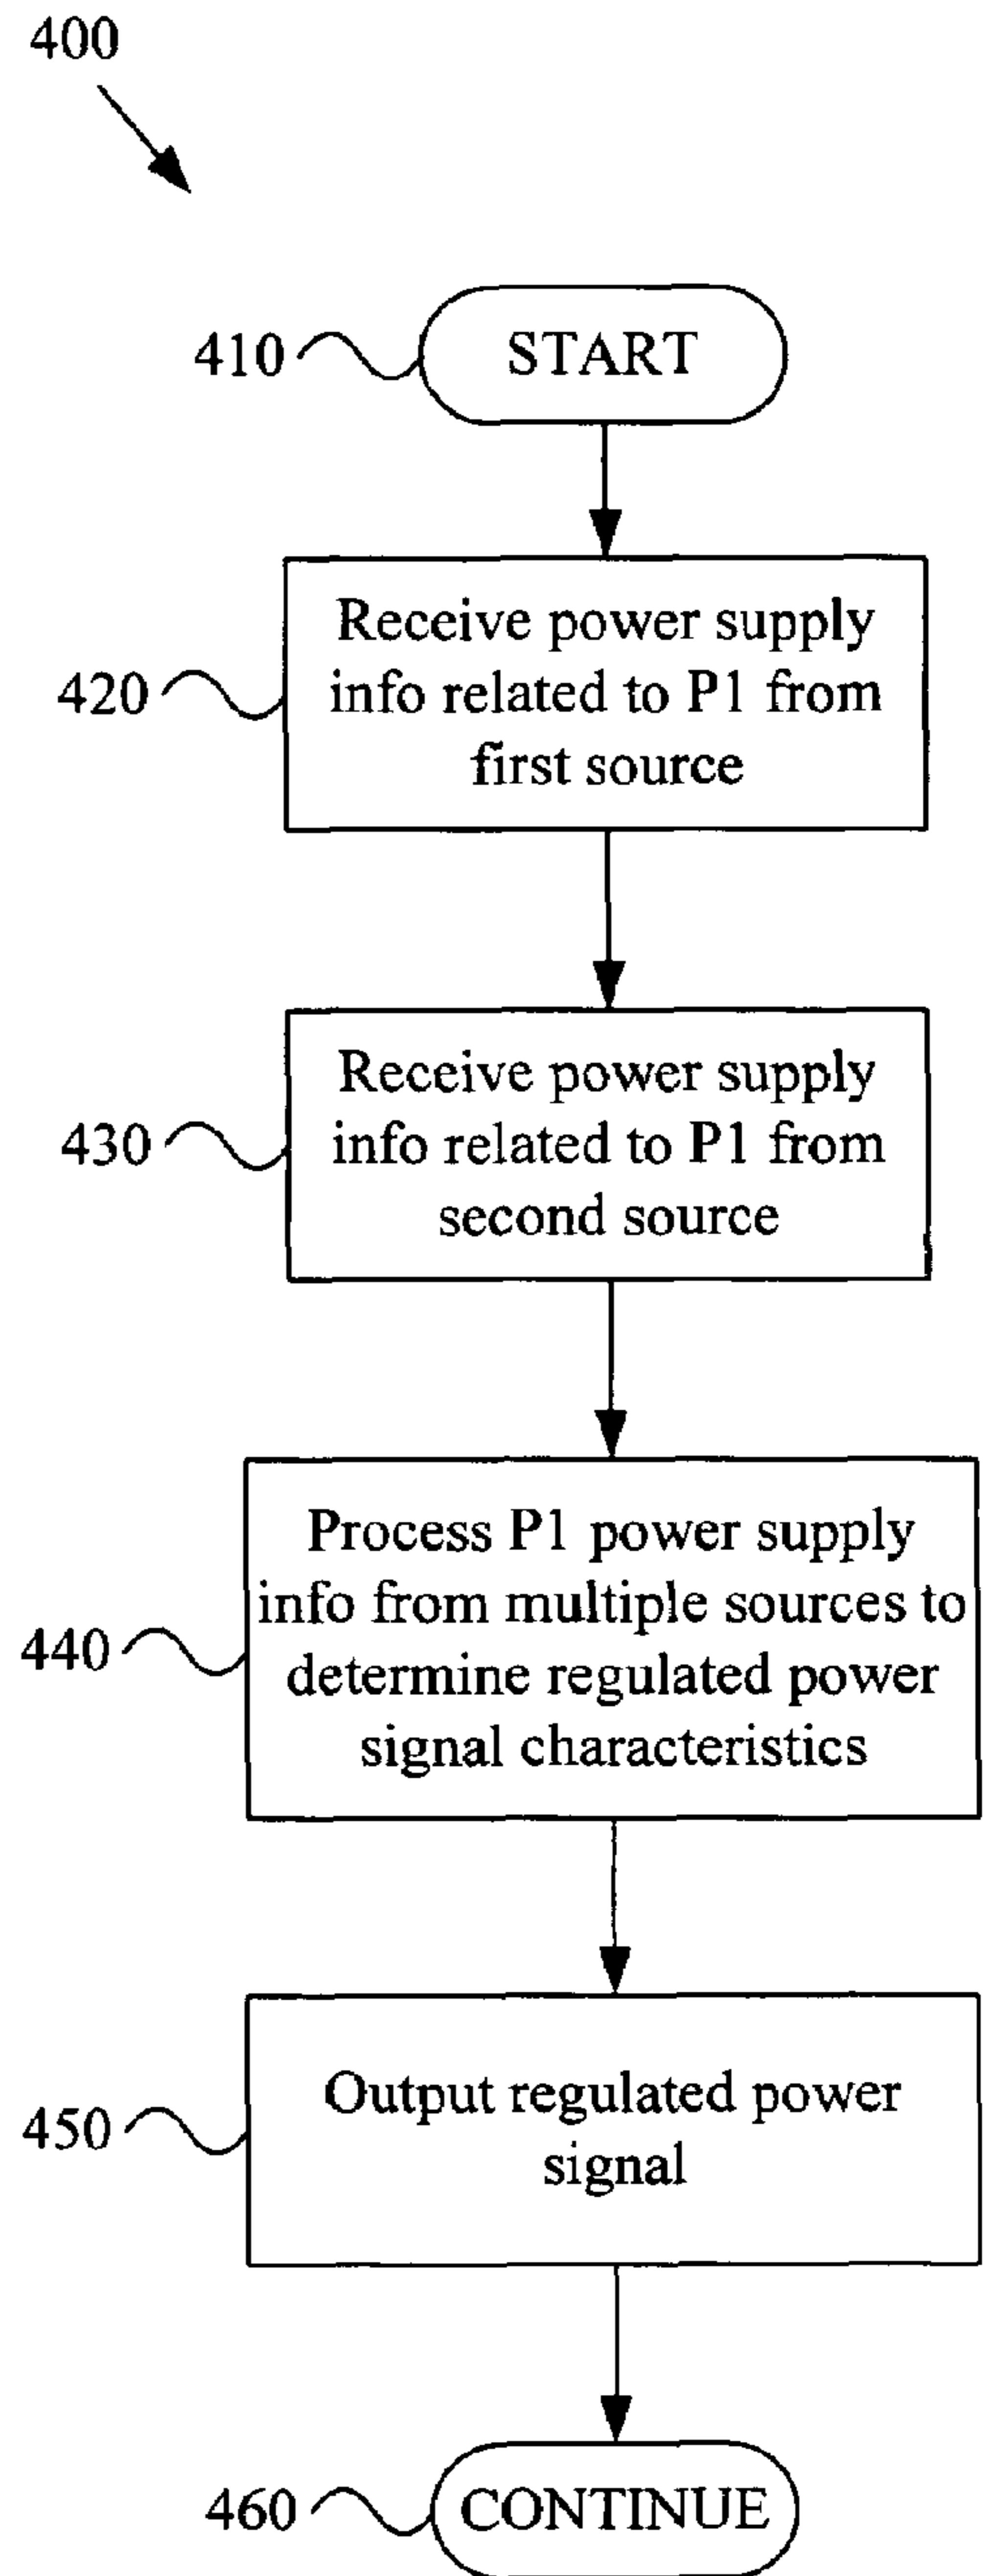 400
410
START
420
Receive power supply
info related to P1 from
first source
430
Receive power supply
info related to P1 from
second source
440
Process P1 power supply
info from multiple sources to
determine regulated power
signal characteristics
450
Output regulated power
signal
460
CONTINUE